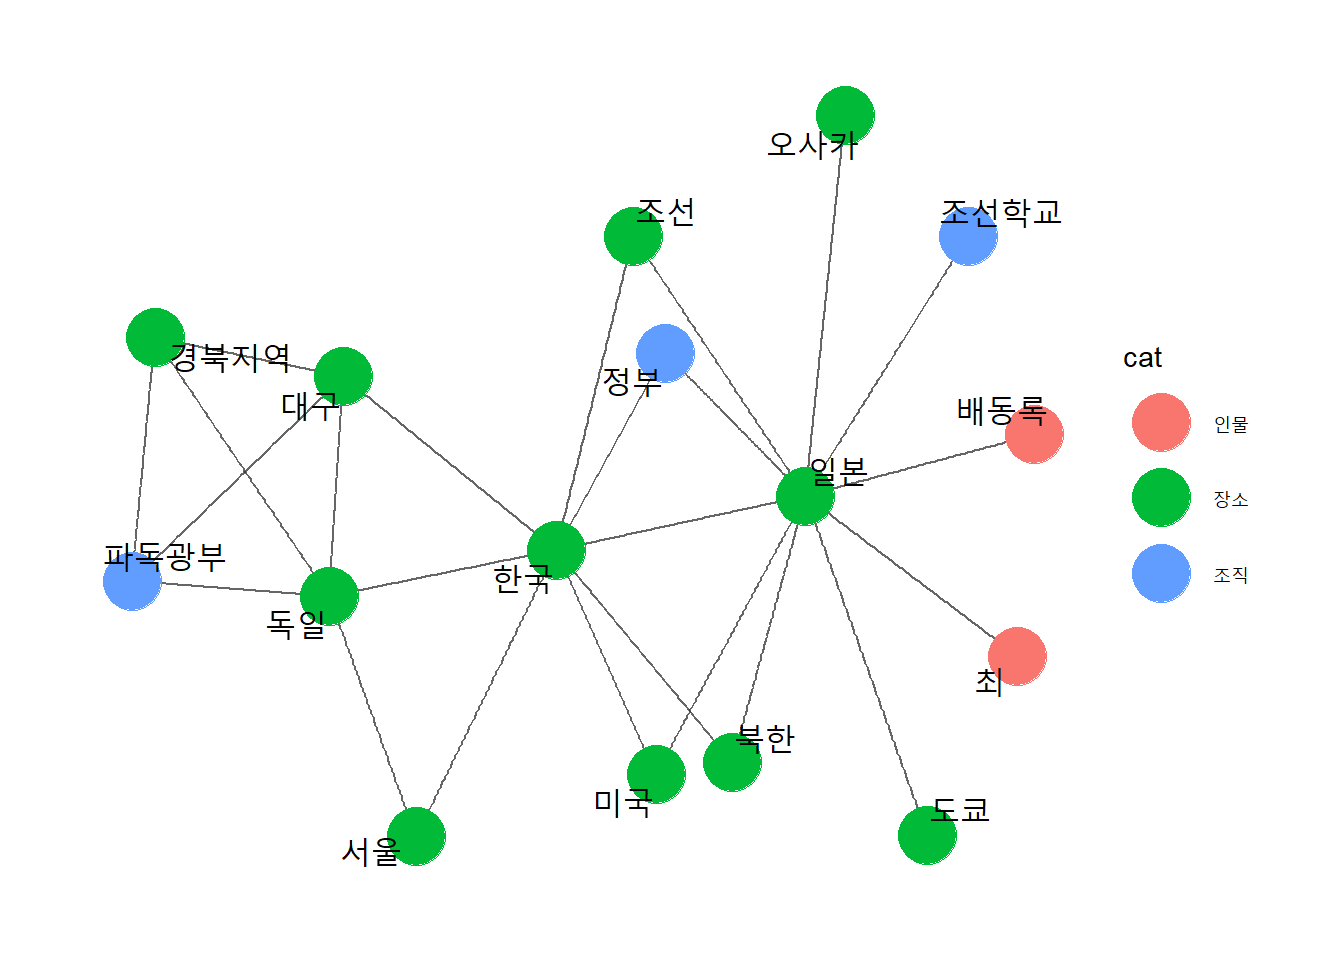 오사카
조선
조선학교
경북지역
대구
정부
배동록
일본
파독광부
한국
독일
최
북한
미국
도쿄
서울
cat
인물
장소
조직